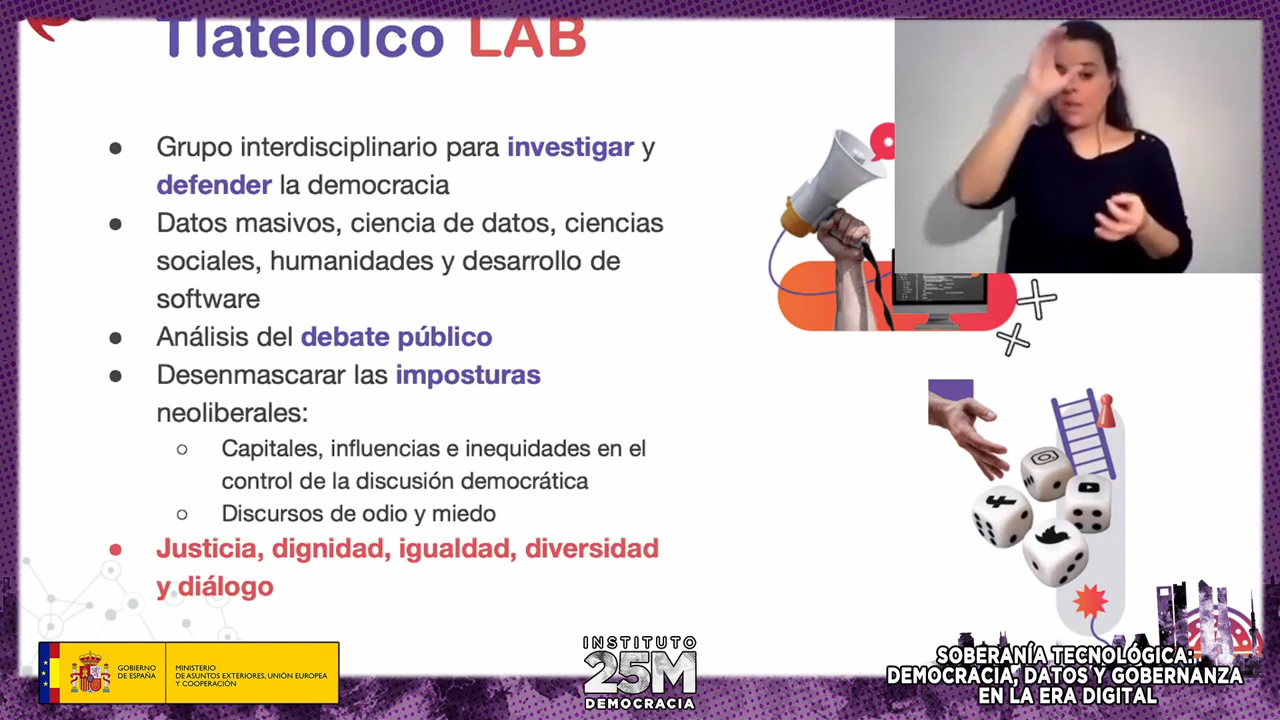 Tlatelolco LAB
● Grupo interdisciplinario para investigar y
defender la democracia
● Datos masivos, ciencia de datos, ciencias
sociales, humanidades y desarrollo de
software
● Análisis del debate público
● Desenmascarar las imposturas
neoliberales:
○ Capitales, influencias e inequidades en el
control de la discusión democrática
○ Discursos de odio y miedo
● Justicia, dignidad, igualdad, diversidad
y diálogo
GOBIERNO
DE ESPAÑA
MINISTERIO
DE ASUNTOS EXTERIORES, UNIÓN EUROPEA
Y COOPERACIÓN
INSTITUTO
25M
DEMOCRACIA
SOBERANÍA TECNOLÓGICA:
DEMOCRACIA, DATOS Y GOBERNANZA
EN LA ERA DIGITAL